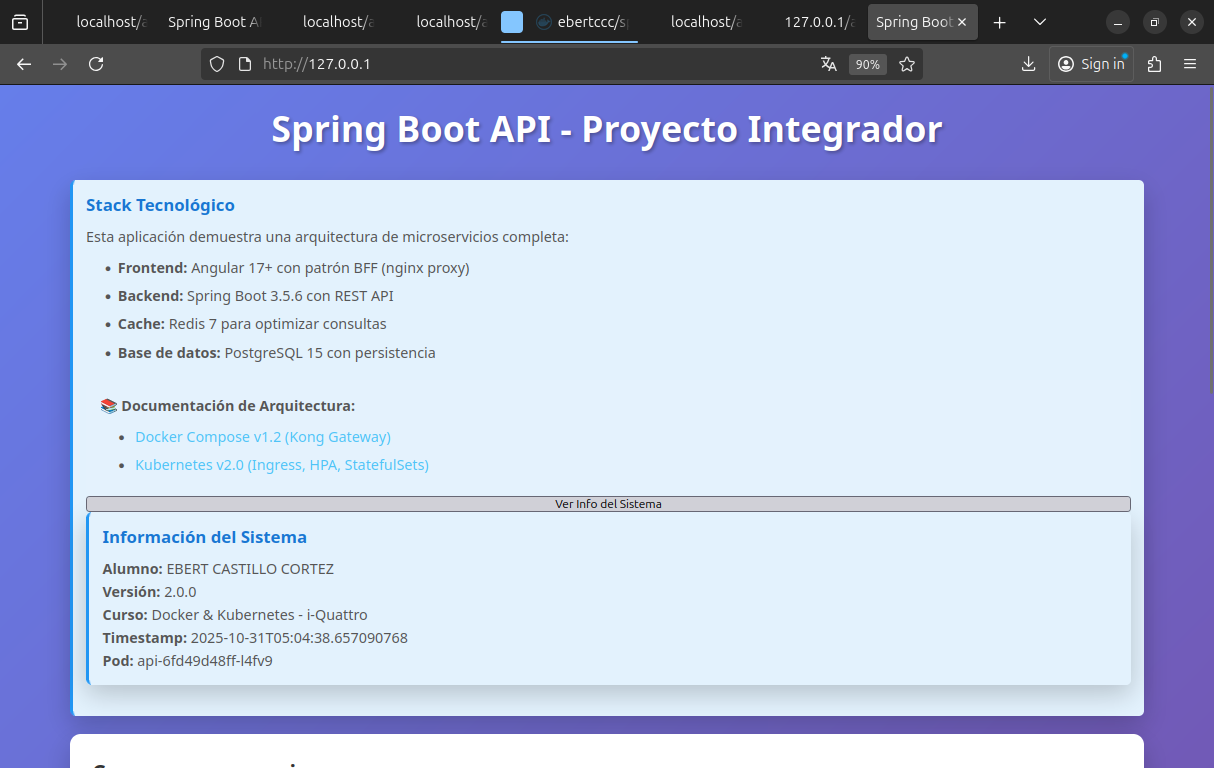 localhost/a
Spring Boot A
localhost/a
localhost/a
ebertccc/s
localhost/a
127.0.0.1/a
Spring Boot
http://127.0.0.1
90%
Sign in
Spring Boot API - Proyecto Integrador
Stack Tecnológico
Esta aplicación demuestra una arquitectura de microservicios completa:
• Frontend: Angular 17+ con patrón BFF (nginx proxy)
• Backend: Spring Boot 3.5.6 con REST API
• Cache: Redis 7 para optimizar consultas
• Base de datos: PostgreSQL 15 con persistencia
📚 Documentación de Arquitectura:
• Docker Compose v1.2 (Kong Gateway)
• Kubernetes v2.0 (Ingress, HPA, StatefulSets)
Ver Info del Sistema
Información del Sistema
Alumno: EBERT CASTILLO CORTEZ
Versión: 2.0.0
Curso: Docker & Kubernetes - i-Quattro
Timestamp: 2025-10-31T05:04:38.657090768
Pod: api-6fd49d48ff-l4fv9